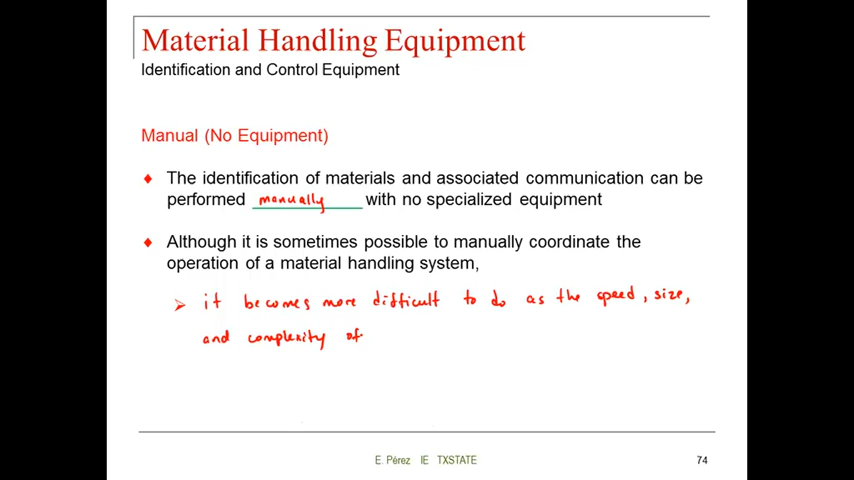 Material Handling Equipment
Identification and Control Equipment
Manual (No Equipment)
♦ The identification of materials and associated communication can be
performed manually with no specialized equipment
♦ Although it is sometimes possible to manually coordinate the
operation of a material handling system,
➢ it becomes more difficult to do as the speed, size,
and complexity of
E. Pérez IE TXSTATE
74